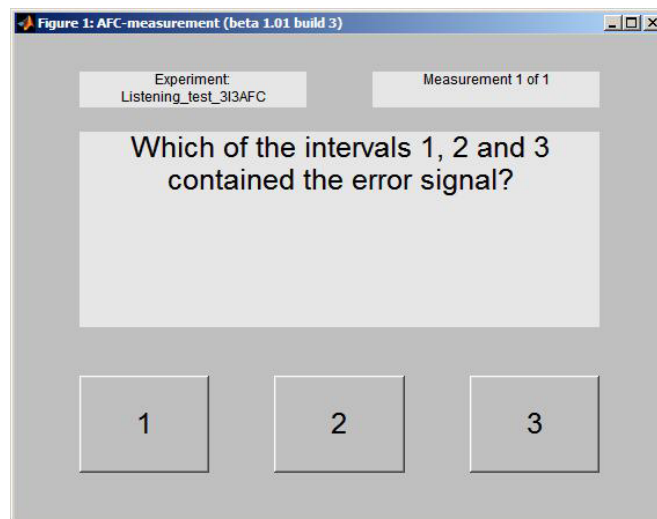 Figure 1: AFC-measurement (beta 1.01 build 3)
Experiment:
Listening_test_3I3AFC
Measurement 1 of 1
Which of the intervals 1, 2 and 3
contained the error signal?
1
2
3